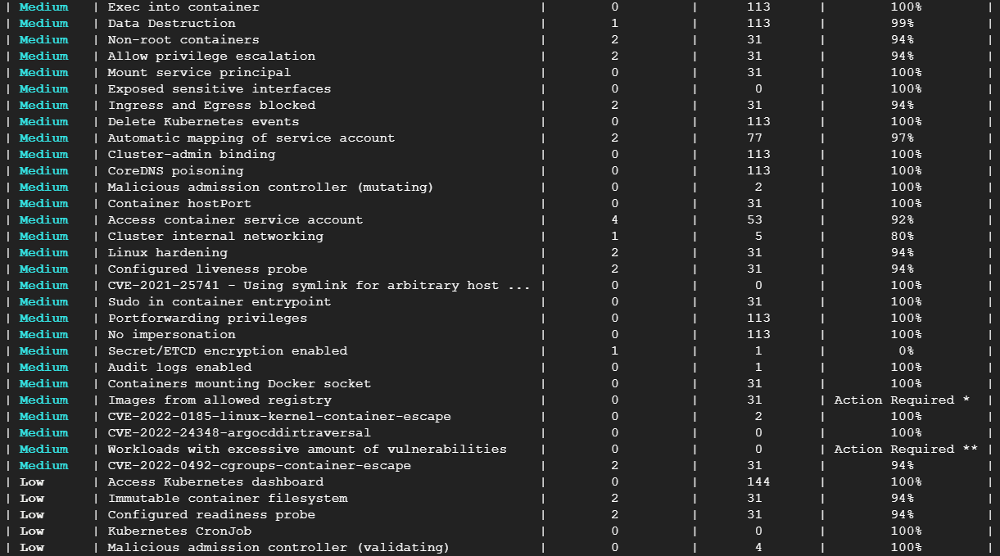 | Medium | Exec into container | 0 | 113 | 100% |
| Medium | Data Destruction | 1 | 113 | 99% |
| Medium | Non-root containers | 2 | 31 | 94% |
| Medium | Allow privilege escalation | 2 | 31 | 94% |
| Medium | Mount service principal | 0 | 31 | 100% |
| Medium | Exposed sensitive interfaces | 0 | 0 | 100% |
| Medium | Ingress and Egress blocked | 2 | 31 | 94% |
| Medium | Delete Kubernetes events | 0 | 113 | 100% |
| Medium | Automatic mapping of service account | 2 | 77 | 97% |
| Medium | Cluster-admin binding | 0 | 113 | 100% |
| Medium | CoreDNS poisoning | 0 | 113 | 100% |
| Medium | Malicious admission controller (mutating) | 0 | 2 | 100% |
| Medium | Container hostPort | 0 | 31 | 100% |
| Medium | Access container service account | 4 | 53 | 92% |
| Medium | Cluster internal networking | 1 | 5 | 80% |
| Medium | Linux hardening | 2 | 31 | 94% |
| Medium | Configured liveness probe | 2 | 31 | 94% |
| Medium | CVE-2021-25741 - Using symlink for arbitrary host ... | 0 | 0 | 100% |
| Medium | Sudo in container entrypoint | 0 | 31 | 100% |
| Medium | Portforwarding privileges | 0 | 113 | 100% |
| Medium | No impersonation | 0 | 113 | 100% |
| Medium | Secret/ETCD encryption enabled | 1 | 1 | 0% |
| Medium | Audit logs enabled | 0 | 1 | 100% |
| Medium | Containers mounting Docker socket | 0 | 31 | 100% |
| Medium | Images from allowed registry | 0 | 31 | Action Required * |
| Medium | CVE-2022-0185-linux-kernel-container-escape | 0 | 2 | 100% |
| Medium | CVE-2022-24348-argocddirtraversal | 0 | 0 | 100% |
| Medium | Workloads with excessive amount of vulnerabilities | 0 | 0 | Action Required ** |
| Medium | CVE-2022-0492-cgroups-container-escape | 2 | 31 | 94% |
| Low | Access Kubernetes dashboard | 0 | 144 | 100% |
| Low | Immutable container filesystem | 2 | 31 | 94% |
| Low | Configured readiness probe | 2 | 31 | 94% |
| Low | Kubernetes CronJob | 0 | 0 | 100% |
| Low | Malicious admission controller (validating) | 0 | 4 | 100% |